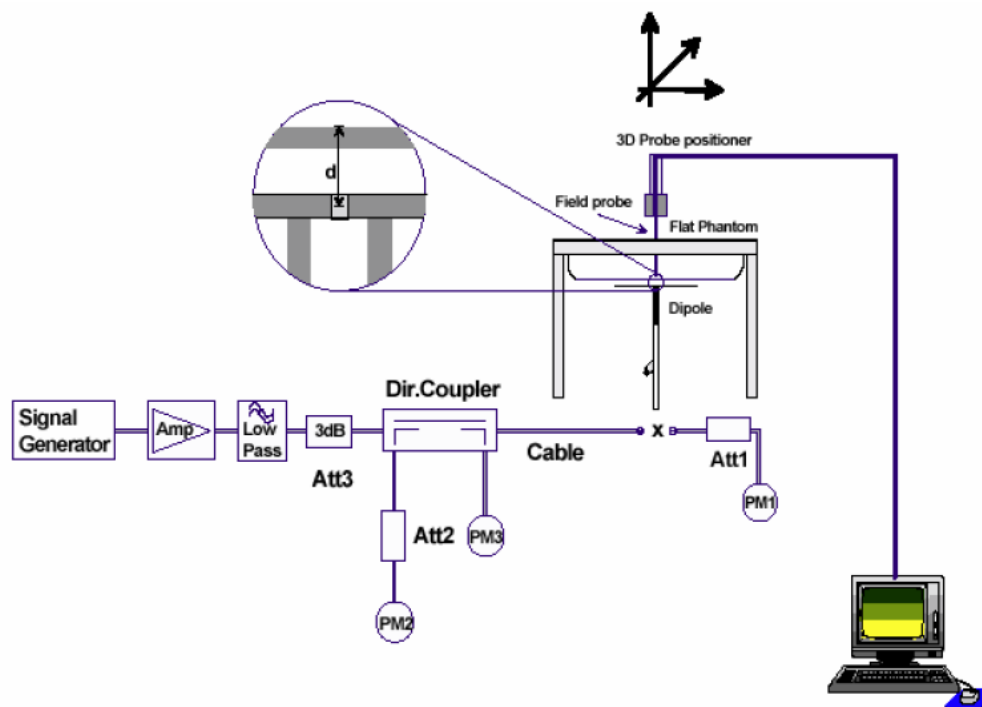 3D Probe positioner
d
Field probe
Flat Phantom
Dipole
Dir.Coupler
Signal
Generator
Amp
Low
Pass
3dB
Att3
Cable
x
Att1
PM1
Att2
PM3
PM2